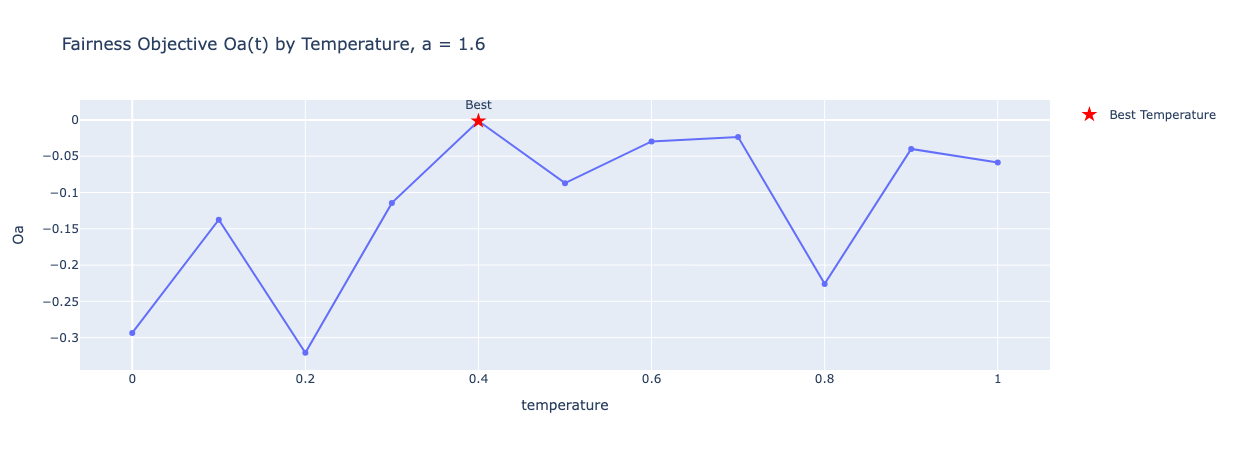 Fairness Objective Oa(t) by Temperature, a = 1.6
Best
Best Temperature
0
−0.05
−0.1
−0.15
−0.2
−0.25
−0.3
Oa
0 0.2 0.4 0.6 0.8 1
temperature